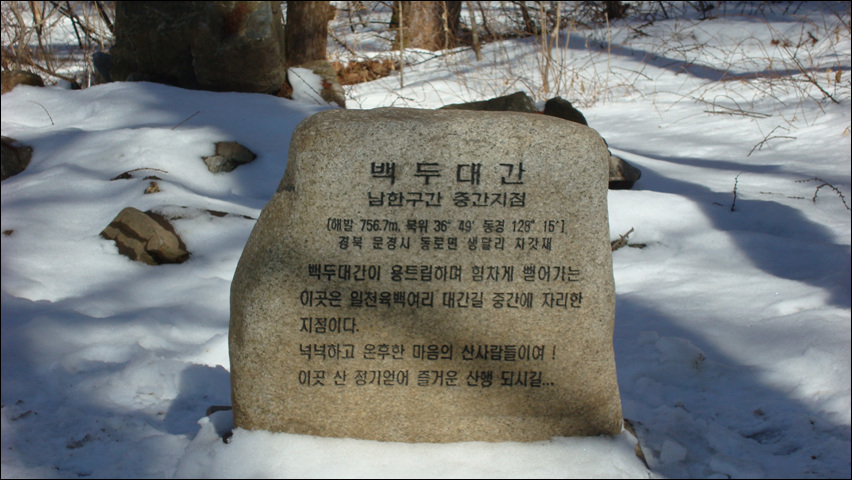 백두대간
남한구간 중간지점
[해발 756.7m, 북위 36° 49′ 동경 128° 15′]
경북 문경시 동로면 생달리 차갓재
백두대간이 용트림하며 힘차게 뻗어가는
이곳은 일천육백여리 대간길 중간에 자리한
지점이다.
넉넉하고 온후한 마음의 산사람들이여 !
이곳 산 정기얻어 즐거운 산행 되시길...